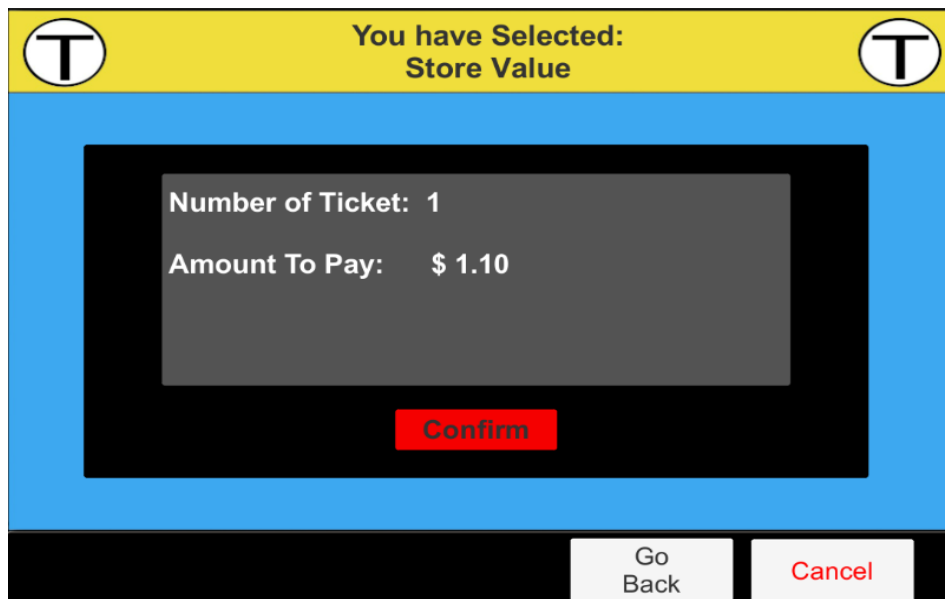 T
You have Selected:
T
Store Value
Number of Ticket: 1
Amount To Pay: $ 1.10
Confirm
Go
Back
Cancel